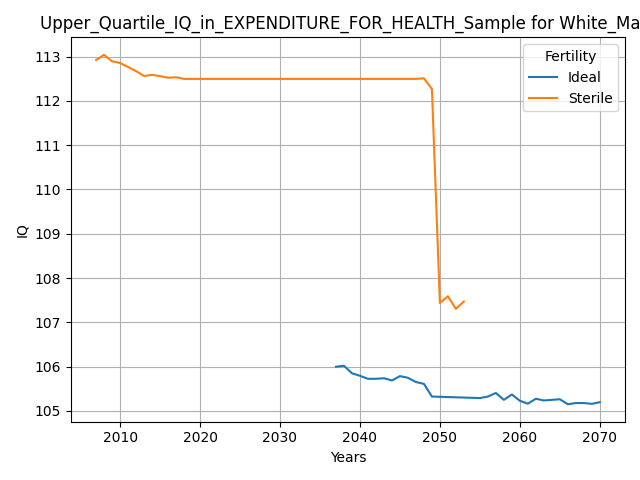 Upper_Quartile_IQ_in_EXPENDITURE_FOR_HEALTH_Sample for White_Ma
113
112
111
110
109
108
107
106
105
IQ
Fertility
Ideal
Sterile
2010 2020 2030 2040 2050 2060 2070
Years